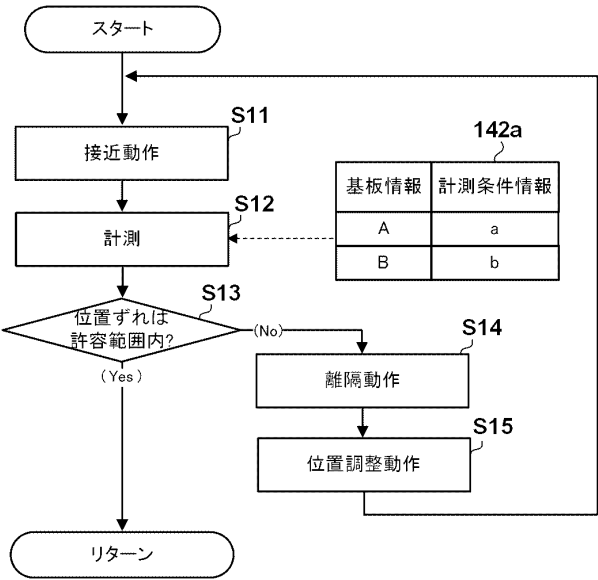 スタート
S11
接近動作
142a
基板情報 計測条件情報
A a
B b
S12
計測
S13
位置ずれは
許容範囲内?
(No)
(Yes)
S14
離隔動作
S15
位置調整動作
リターン